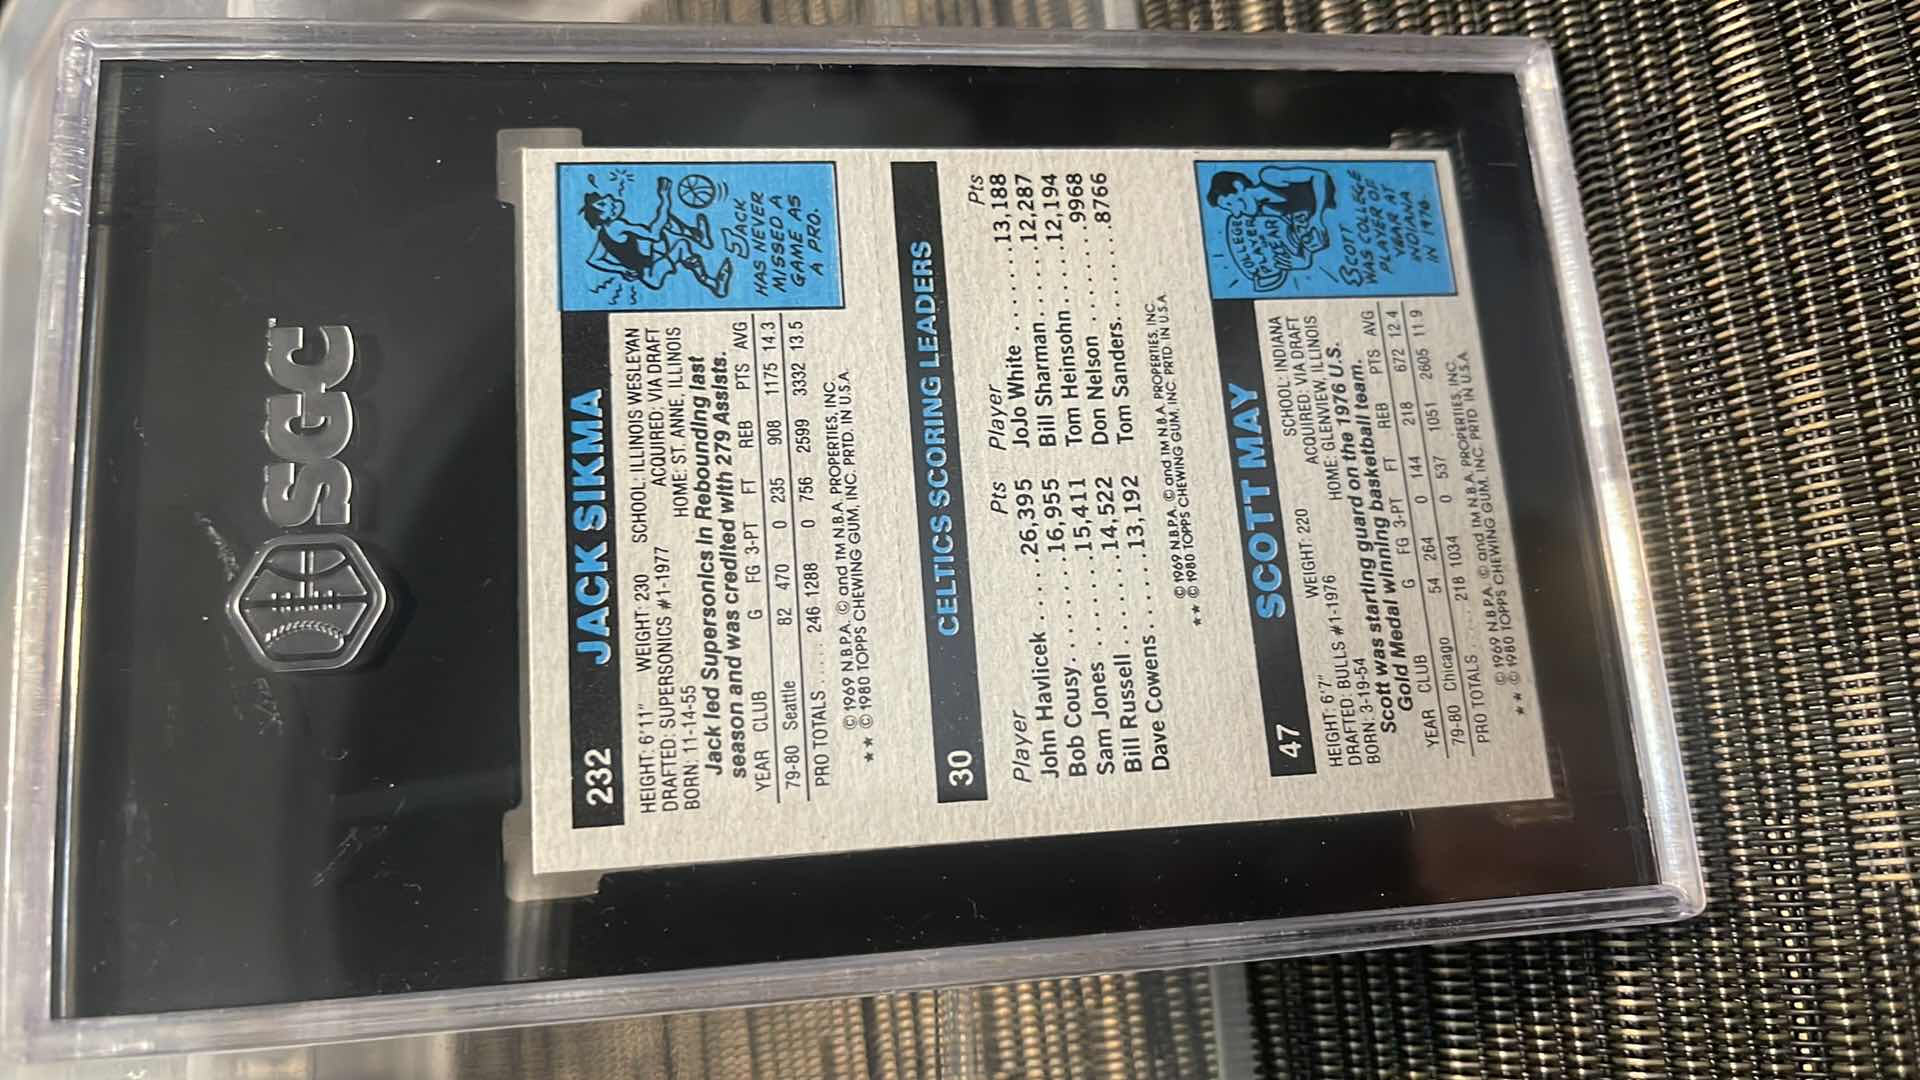 SGC
232 JACK SIKMA
HEIGHT: 6'11" WEIGHT: 230 SCHOOL: ILLINOIS WESLEYAN
DRAFTED: SUPERSONICS #1-1977 ACQUIRED: VIA DRAFT
BORN: 11-14-55 HOME: ST. ANNE, ILLINOIS
Jack led Supersonics in Rebounding last
season and was credited with 279 Assists.
YEAR CLUB G FG 3-PT FT REB PTS AVG
79-80 Seattle 82 470 0 235 908 1175 14.3
PRO TOTALS ..... 246 1288 0 756 2599 3332 13.5
© 1969 N.B.P.A. © and TM N.B.A. PROPERTIES, INC.
★★ © 1980 TOPPS CHEWING GUM, INC. PRTD. IN U.S.A.
JACK
HAS NEVER
MISSED A
GAME AS
A PRO.
30 CELTICS SCORING LEADERS
Player Pts Player Pts
John Havlicek .....26,395 JoJo White .......13,188
Bob Cousy........16,955 Bill Sharman......12,287
Sam Jones .......15,411 Tom Heinsohn.....12,194
Bill Russell ......14,522 Don Nelson ........9968
Dave Cowens.......13,192 Tom Sanders........8766
© 1969 N.B.P.A. © and TM N.B.A. PROPERTIES, INC.
★★ © 1980 TOPPS CHEWING GUM, INC. PRTD. IN U.S.A.
47 SCOTT MAY
HEIGHT: 6'7" WEIGHT: 220 SCHOOL: INDIANA
DRAFTED: BULLS #1-1976 ACQUIRED: VIA DRAFT
BORN: 3-19-54 HOME: GLENVIEW, ILLINOIS
Scott was starting guard on the 1976 U.S.
Gold Medal winning basketball team.
YEAR CLUB G FG 3-PT FT REB PTS AVG
79-80 Chicago 54 264 0 144 218 672 12.4
PRO TOTALS ..... 218 1034 0 537 1051 2605 11.9
© 1969 N.B.P.A. © and TM N.B.A. PROPERTIES, INC.
★★ © 1980 TOPPS CHEWING GUM, INC. PRTD. IN U.S.A.
COLLEGE
PLAYER
OF THE
YEAR
SCOTT
WAS COLLEGE
PLAYER OF
YEAR AT
INDIANA
IN 1976.